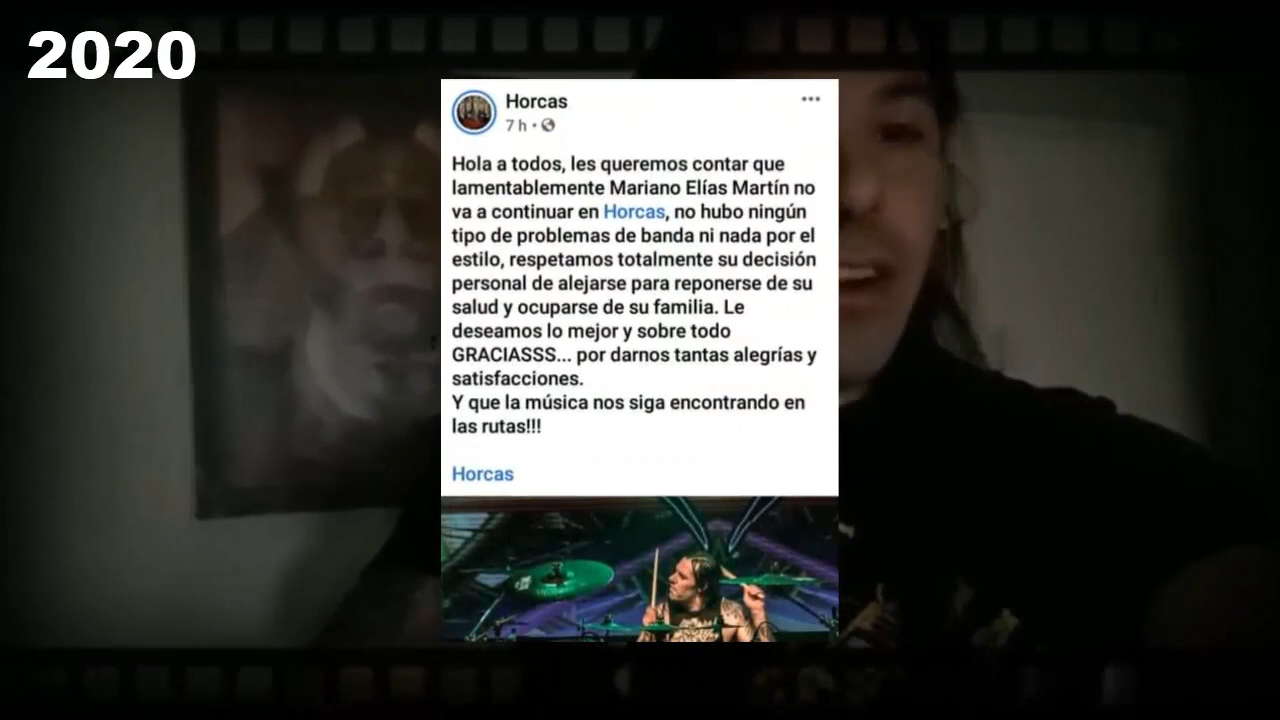 2020
Horcas
7 h
Hola a todos, les queremos contar que
lamentablemente Mariano Elías Martín no
va a continuar en Horcas, no hubo ningún
tipo de problemas de banda ni nada por el
estilo, respetamos totalmente su decisión
personal de alejarse para reponerse de su
salud y ocuparse de su familia. Le
deseamos lo mejor y sobre todo
GRACIASSS... por darnos tantas alegrías y
satisfacciones.
Y que la música nos siga encontrando en
las rutas!!!
Horcas